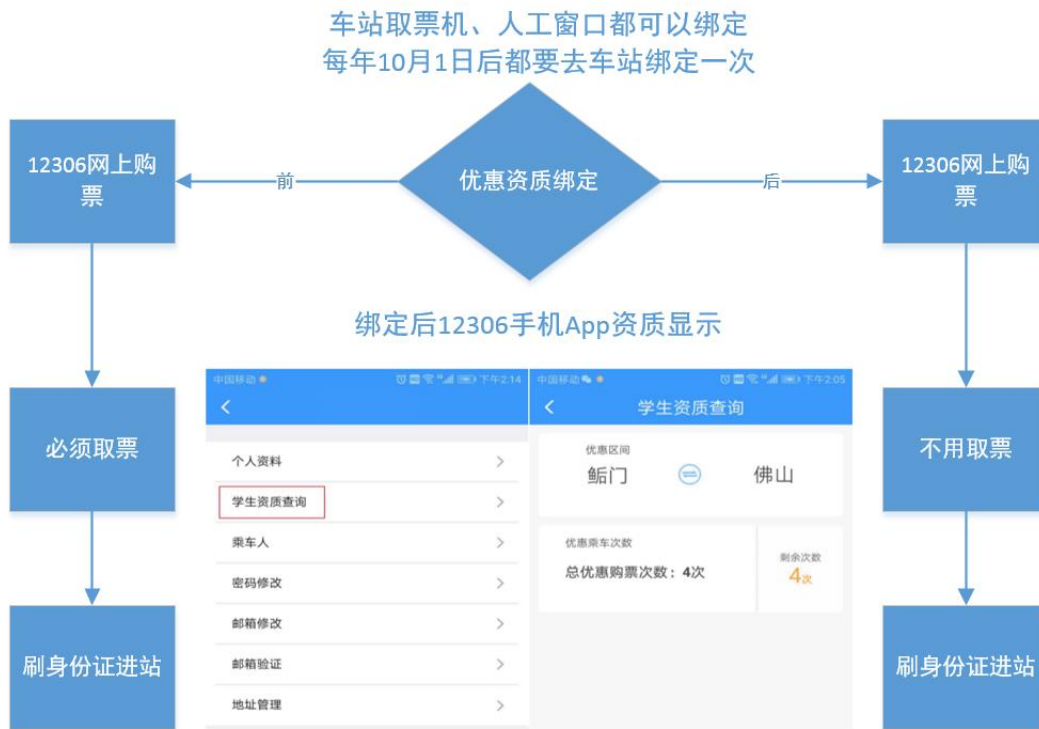 车站取票机、人工窗口都可以绑定
每年10月1日后都要去车站绑定一次
12306网上购
票
前
优惠资质绑定
后
12306网上购
票
绑定后12306手机App资质显示
必须取票
刷身份证进站
中国移动
下午2:14
个人资料
学生资质查询
乘车人
密码修改
邮箱修改
邮箱验证
地址管理
中国移动
下午2:05
学生资质查询
优惠区间
鲘门
佛山
优惠乘车次数
总优惠购票次数：4次
剩余次数
4次
不用取票
刷身份证进站